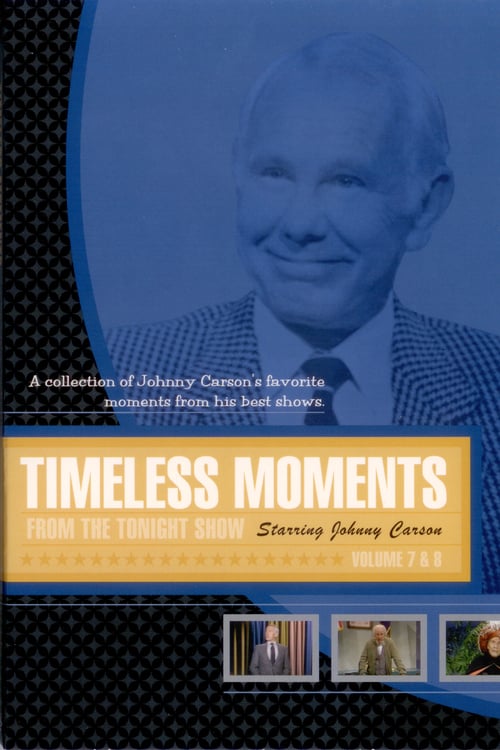 A collection of Johnny Carson's favorite
moments from his best shows.
TIMELESS MOMENTS
FROM THE TONIGHT SHOW Starring Johnny Carson
VOLUME 7 & 8